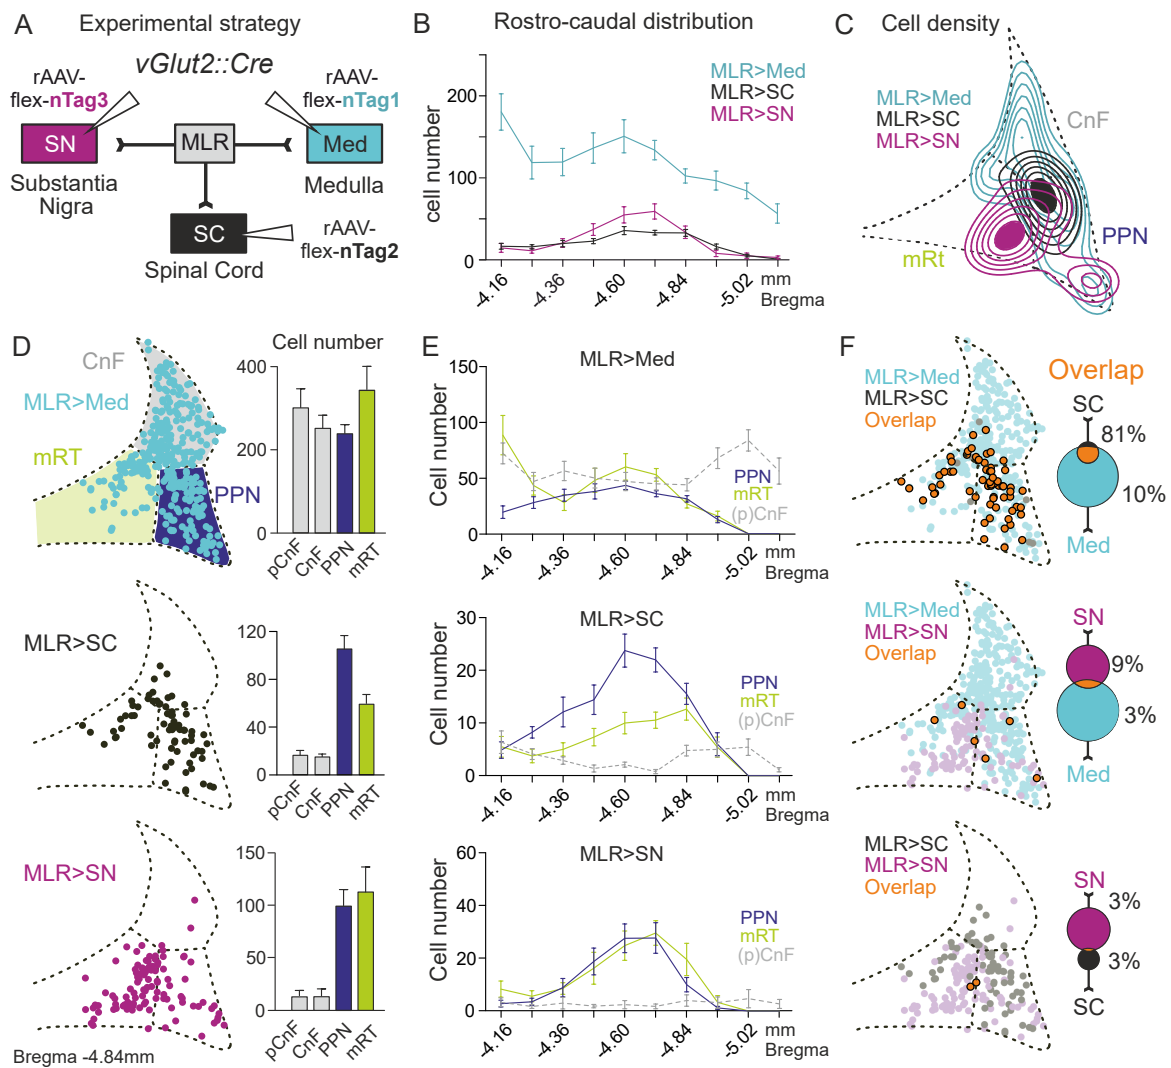 A
Experimental strategy
vGlut2::Cre
rAAV-
flex-nTag3
rAAV-
flex-nTag1
SN
MLR
Med
Substantia
Nigra
Medulla
SC
rAAV-
flex-nTag2
Spinal Cord
B
Rostro-caudal distribution
MLR>Med
MLR>SC
MLR>SN
cell number
200
100
0
-4.16
-4.36
-4.60
-4.84
-5.02
mm
Bregma
C
Cell density
MLR>Med
MLR>SC
MLR>SN
CnF
PPN
mRt
D
CnF
MLR>Med
mRT
PPN
Cell number
400
200
0
pCnF
CnF
PPN
mRT
MLR>SC
120
80
40
0
pCnF
CnF
PPN
mRT
MLR>SN
150
100
50
0
pCnF
CnF
PPN
mRT
Bregma -4.84mm
E
MLR>Med
Cell number
150
100
50
0
PPN
mRT
(p)CnF
-4.16
-4.36
-4.60
-4.84
-5.02
mm
Bregma
MLR>SC
Cell number
30
20
10
0
PPN
mRT
(p)CnF
-4.16
-4.36
-4.60
-4.84
-5.02
mm
Bregma
MLR>SN
Cell number
60
40
20
0
PPN
mRT
(p)CnF
-4.16
-4.36
-4.60
-4.84
-5.02
mm
Bregma
F
MLR>Med
MLR>SC
Overlap
Overlap
SC
81%
10%
Med
MLR>Med
MLR>SN
Overlap
SN
9%
3%
Med
MLR>SC
MLR>SN
Overlap
SN
3%
3%
SC